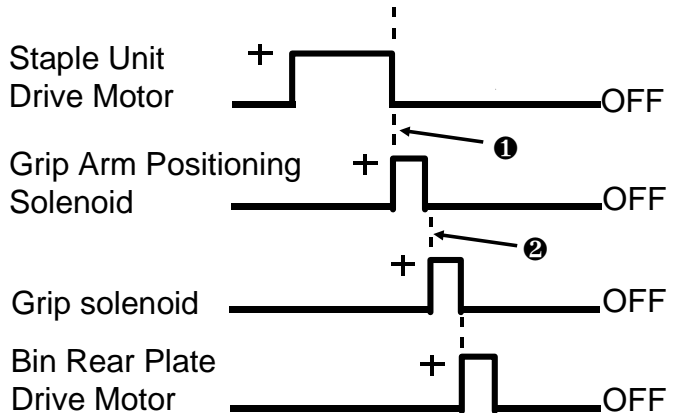 Staple Unit
Drive Motor
+
OFF
❶
Grip Arm Positioning
Solenoid
+
OFF
❷
Grip solenoid
+
OFF
Bin Rear Plate
Drive Motor
+
OFF